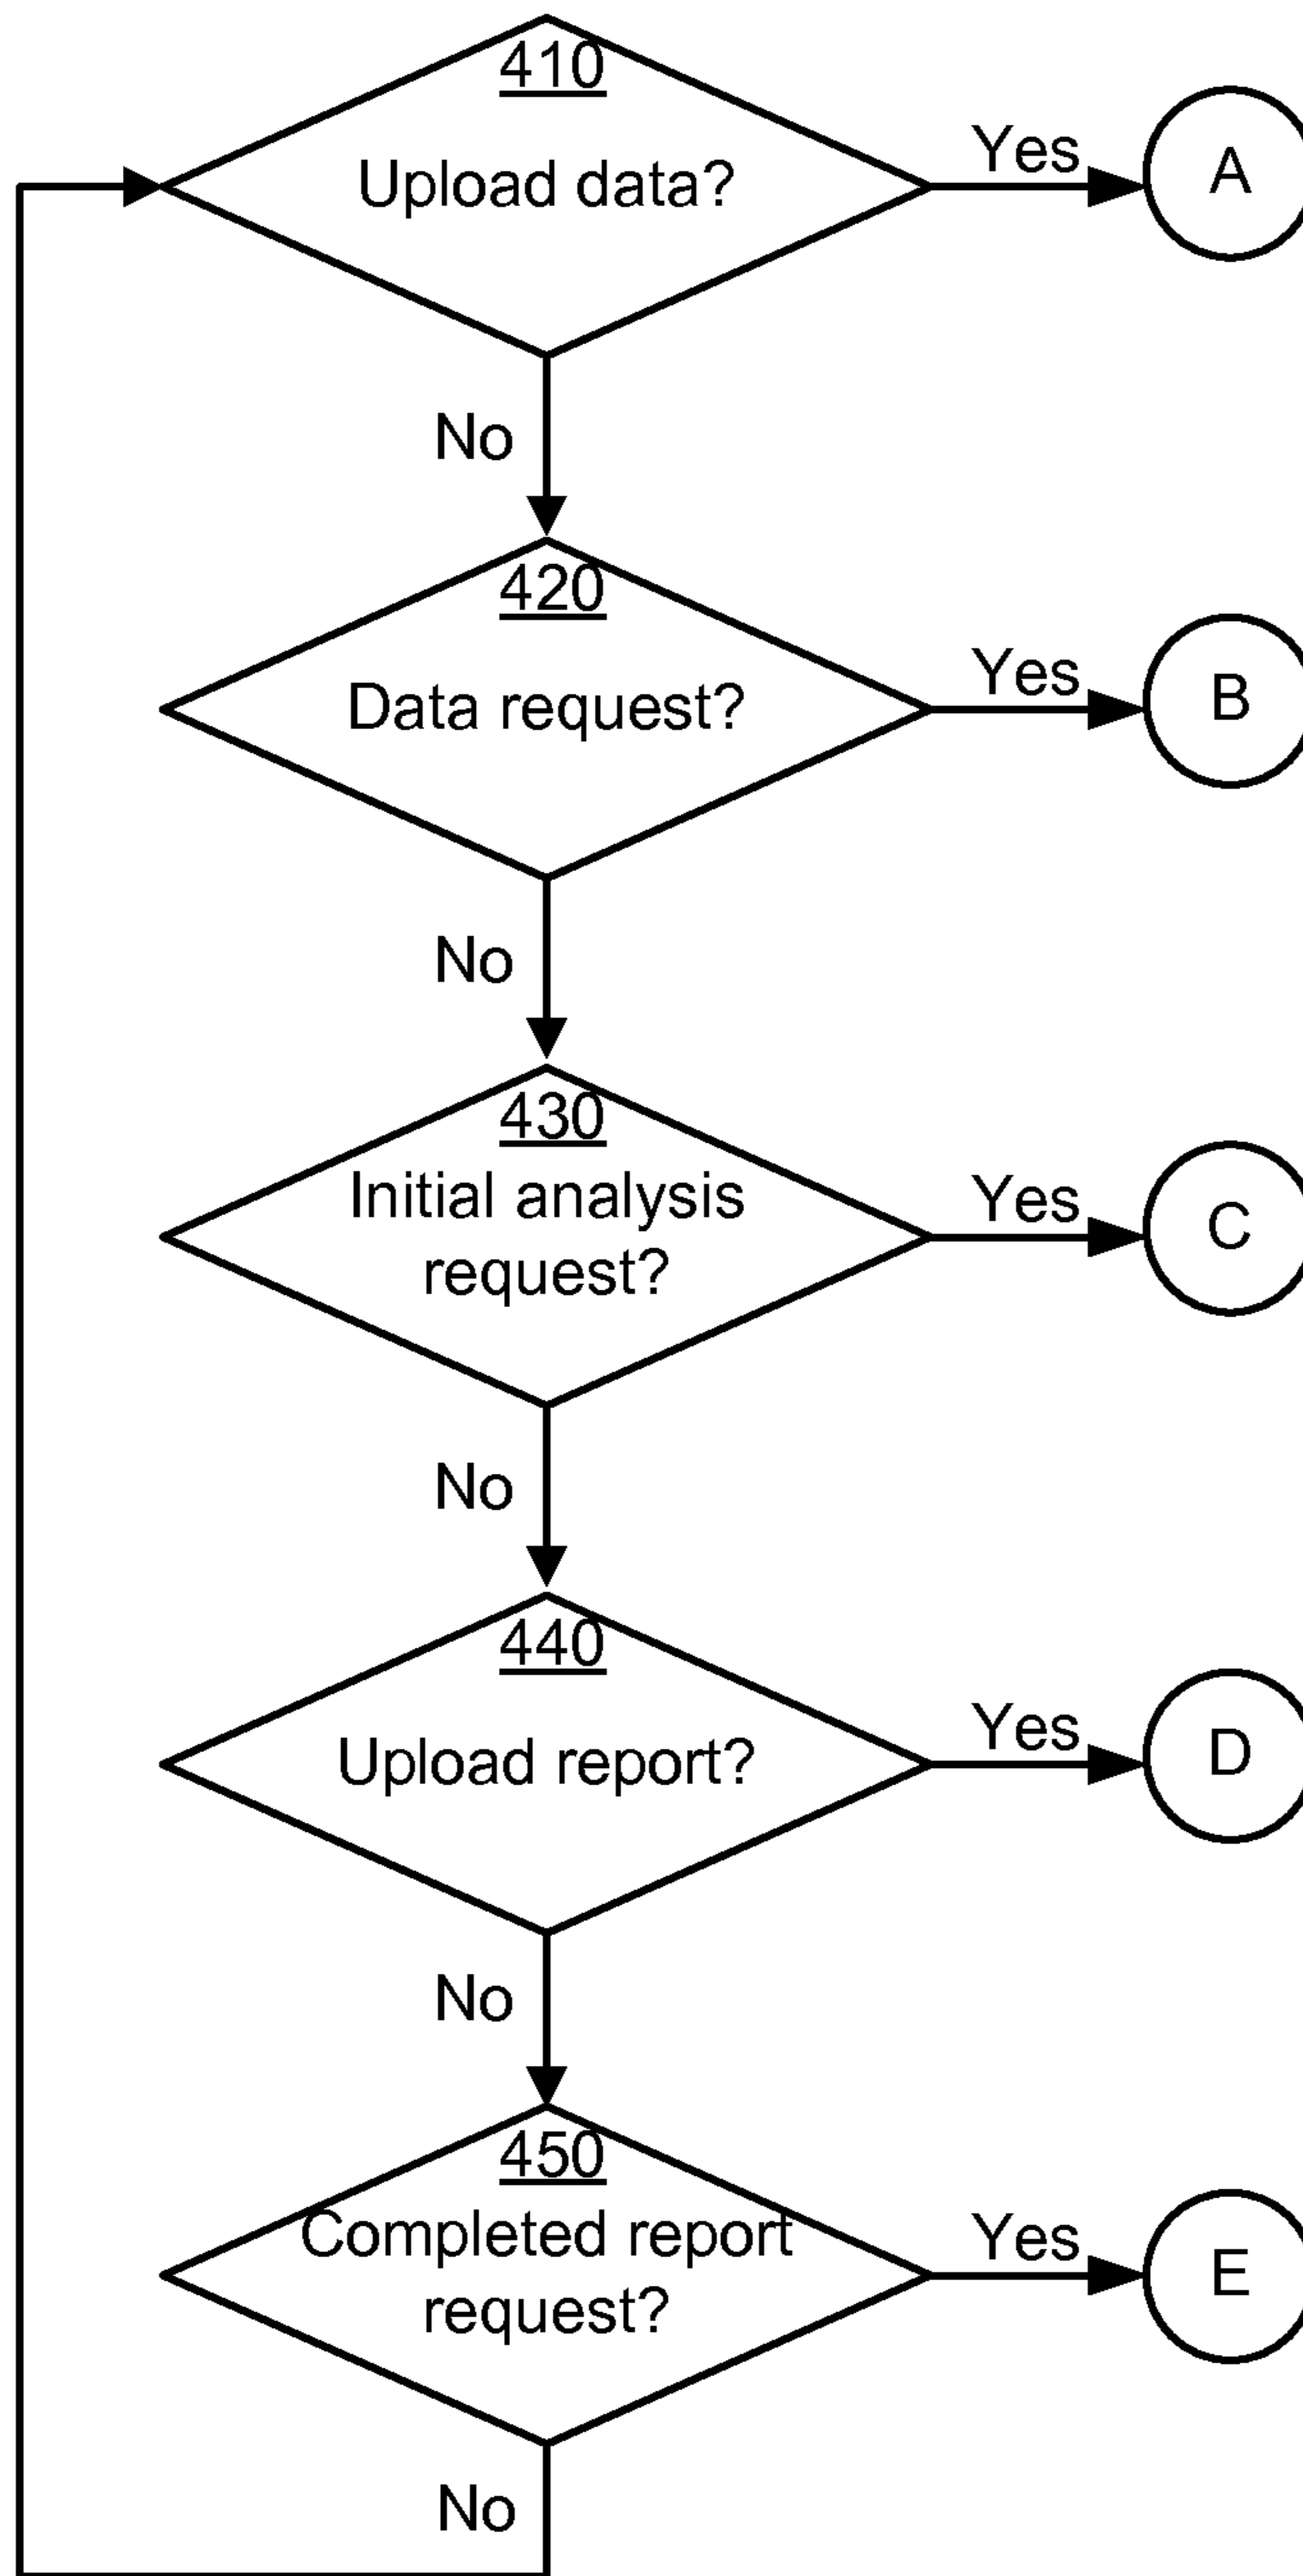 410
Upload data?
Yes
A
No
420
Data request?
Yes
B
No
430
Initial analysis
request?
Yes
C
No
440
Upload report?
Yes
D
No
450
Completed report
request?
Yes
E
No